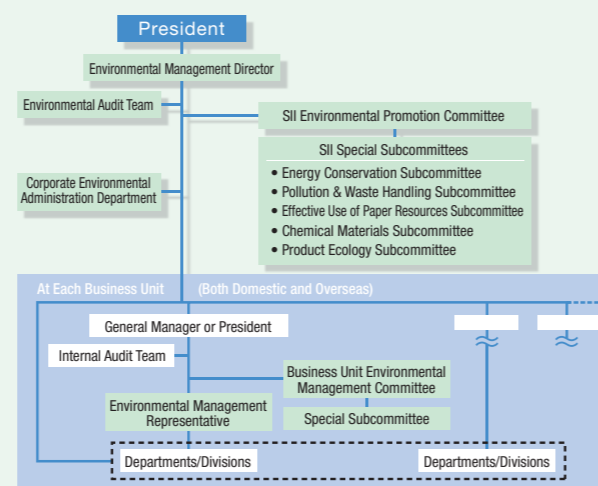 President
Environmental Management Director
Environmental Audit Team
SII Environmental Promotion Committee
SII Special Subcommittees
• Energy Conservation Subcommittee
• Pollution & Waste Handling Subcommittee
• Effective Use of Paper Resources Subcommittee
• Chemical Materials Subcommittee
• Product Ecology Subcommittee
Corporate Environmental
Administration Department
At Each Business Unit (Both Domestic and Overseas)
General Manager or President
Internal Audit Team
Business Unit Environmental
Management Committee
Environmental Management
Representative
Special Subcommittee
Departments/Divisions
Departments/Divisions